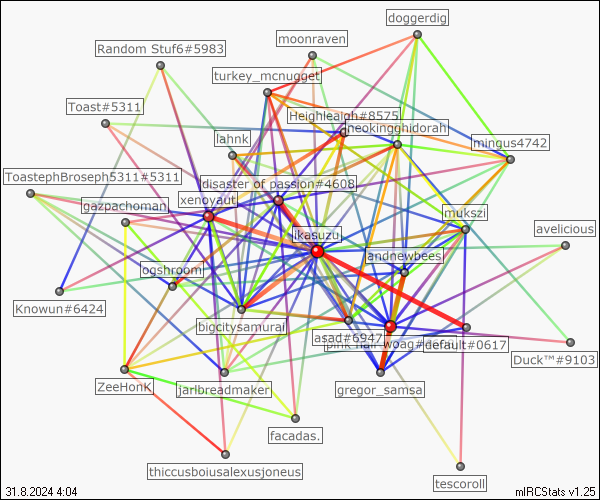 doggerdig
moonraven
Random Stuf6#5983
turkey_mcnugget
Toast#5311
Heighleaigh#8575
heokingghidorah
lahnk
mingus4742
ToastephBroseph5311#5311
disaster of passion#4608
xenoyaut
gazpachoman
mukszi
avelicious
ikasuzu
andnewbees
ogshroom
Knowun#6424
bigcitysamurai
asad#6947
pink hair woag#
default#0617
Duck™#9103
ZeeHonK
jarlbreadmaker
gregor_samsa
facadas.
thiccusboiusalexusjoneus
tescoroll
31.8.2024 4:04
mIRCStats v1.25